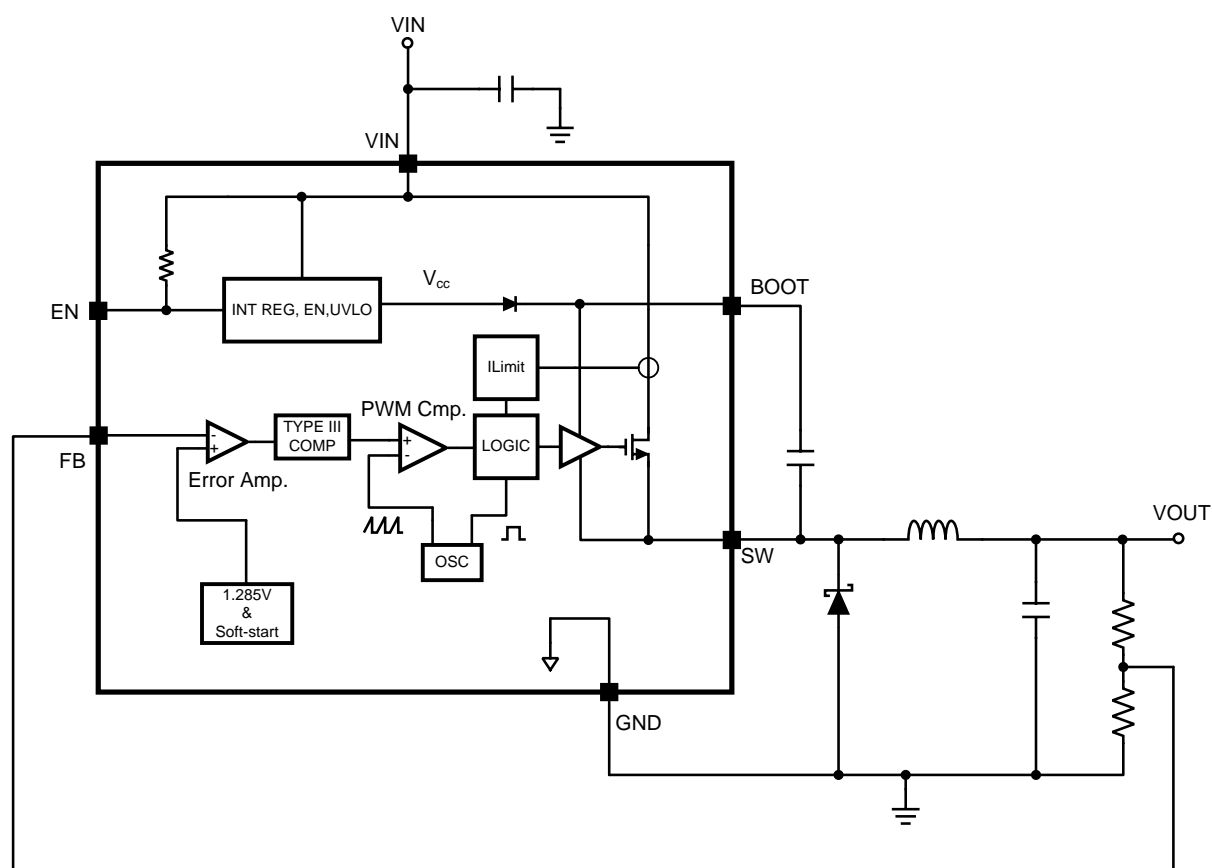 VIN
VIN
V_cc
BOOT
EN
INT REG, EN,UVLO
ILimit
PWM Cmp.
TYPE III
COMP
-
+
+
-
LOGIC
FB
Error Amp.
VOUT
SW
OSC
1.285V
&
Soft-start
GND